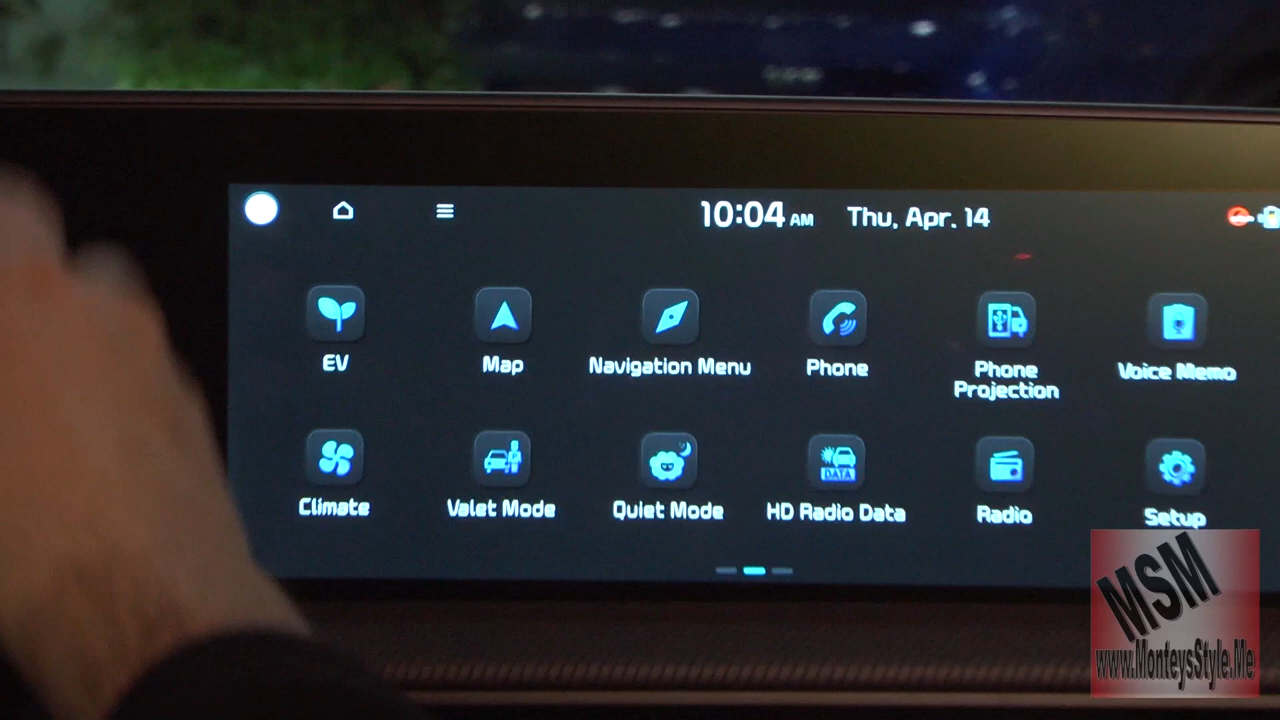 10:04 AM Thu, Apr. 14
EV Map Navigation Menu Phone Phone Projection Voice Memo
DATA
Climate Valet Mode Quiet Mode HD Radio Data Radio Setup
MSM
www.MonteysStyle.Me